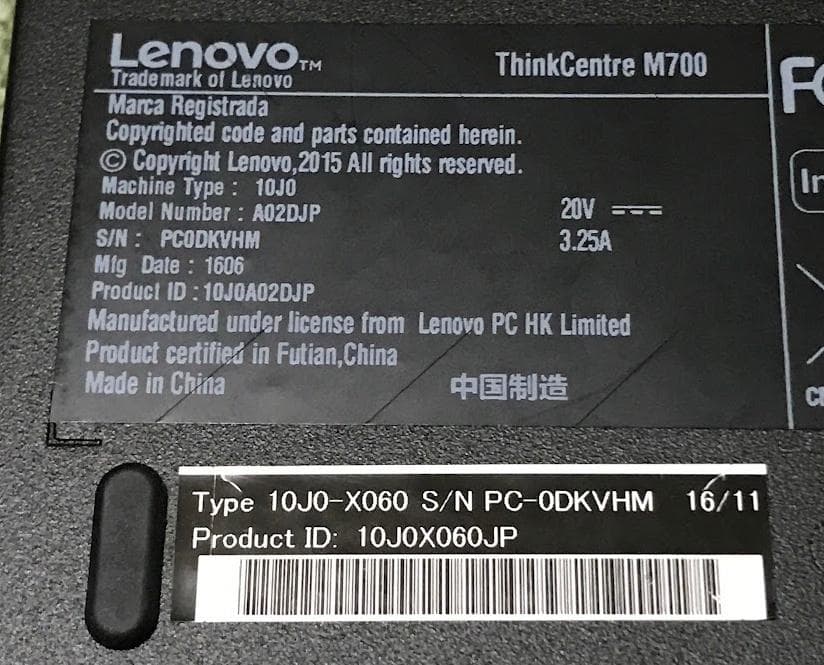 Lenovo™
Trademark of Lenovo
ThinkCentre M700
Marca Registrada
Copyrighted code and parts contained herein.
© Copyright Lenovo,2015 All rights reserved.
Machine Type : 10J0
Model Number : A02DJP
20V
S/N : PC0DKVHM
3.25A
Mfg Date : 1606
Product ID :10J0A02DJP
Manufactured under license from Lenovo PC HK Limited
Product certified in Futian,China
Made in China
中国制造
Type 10J0-X060 S/N PC-0DKVHM 16/11
Product ID: 10J0X060JP